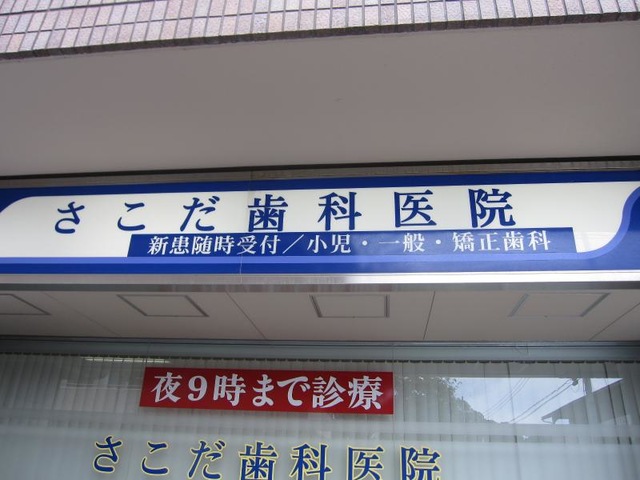 さこだ歯科医院
新患随時受付／小児・一般・矯正歯科
夜9時まで診療
さこだ歯科医院